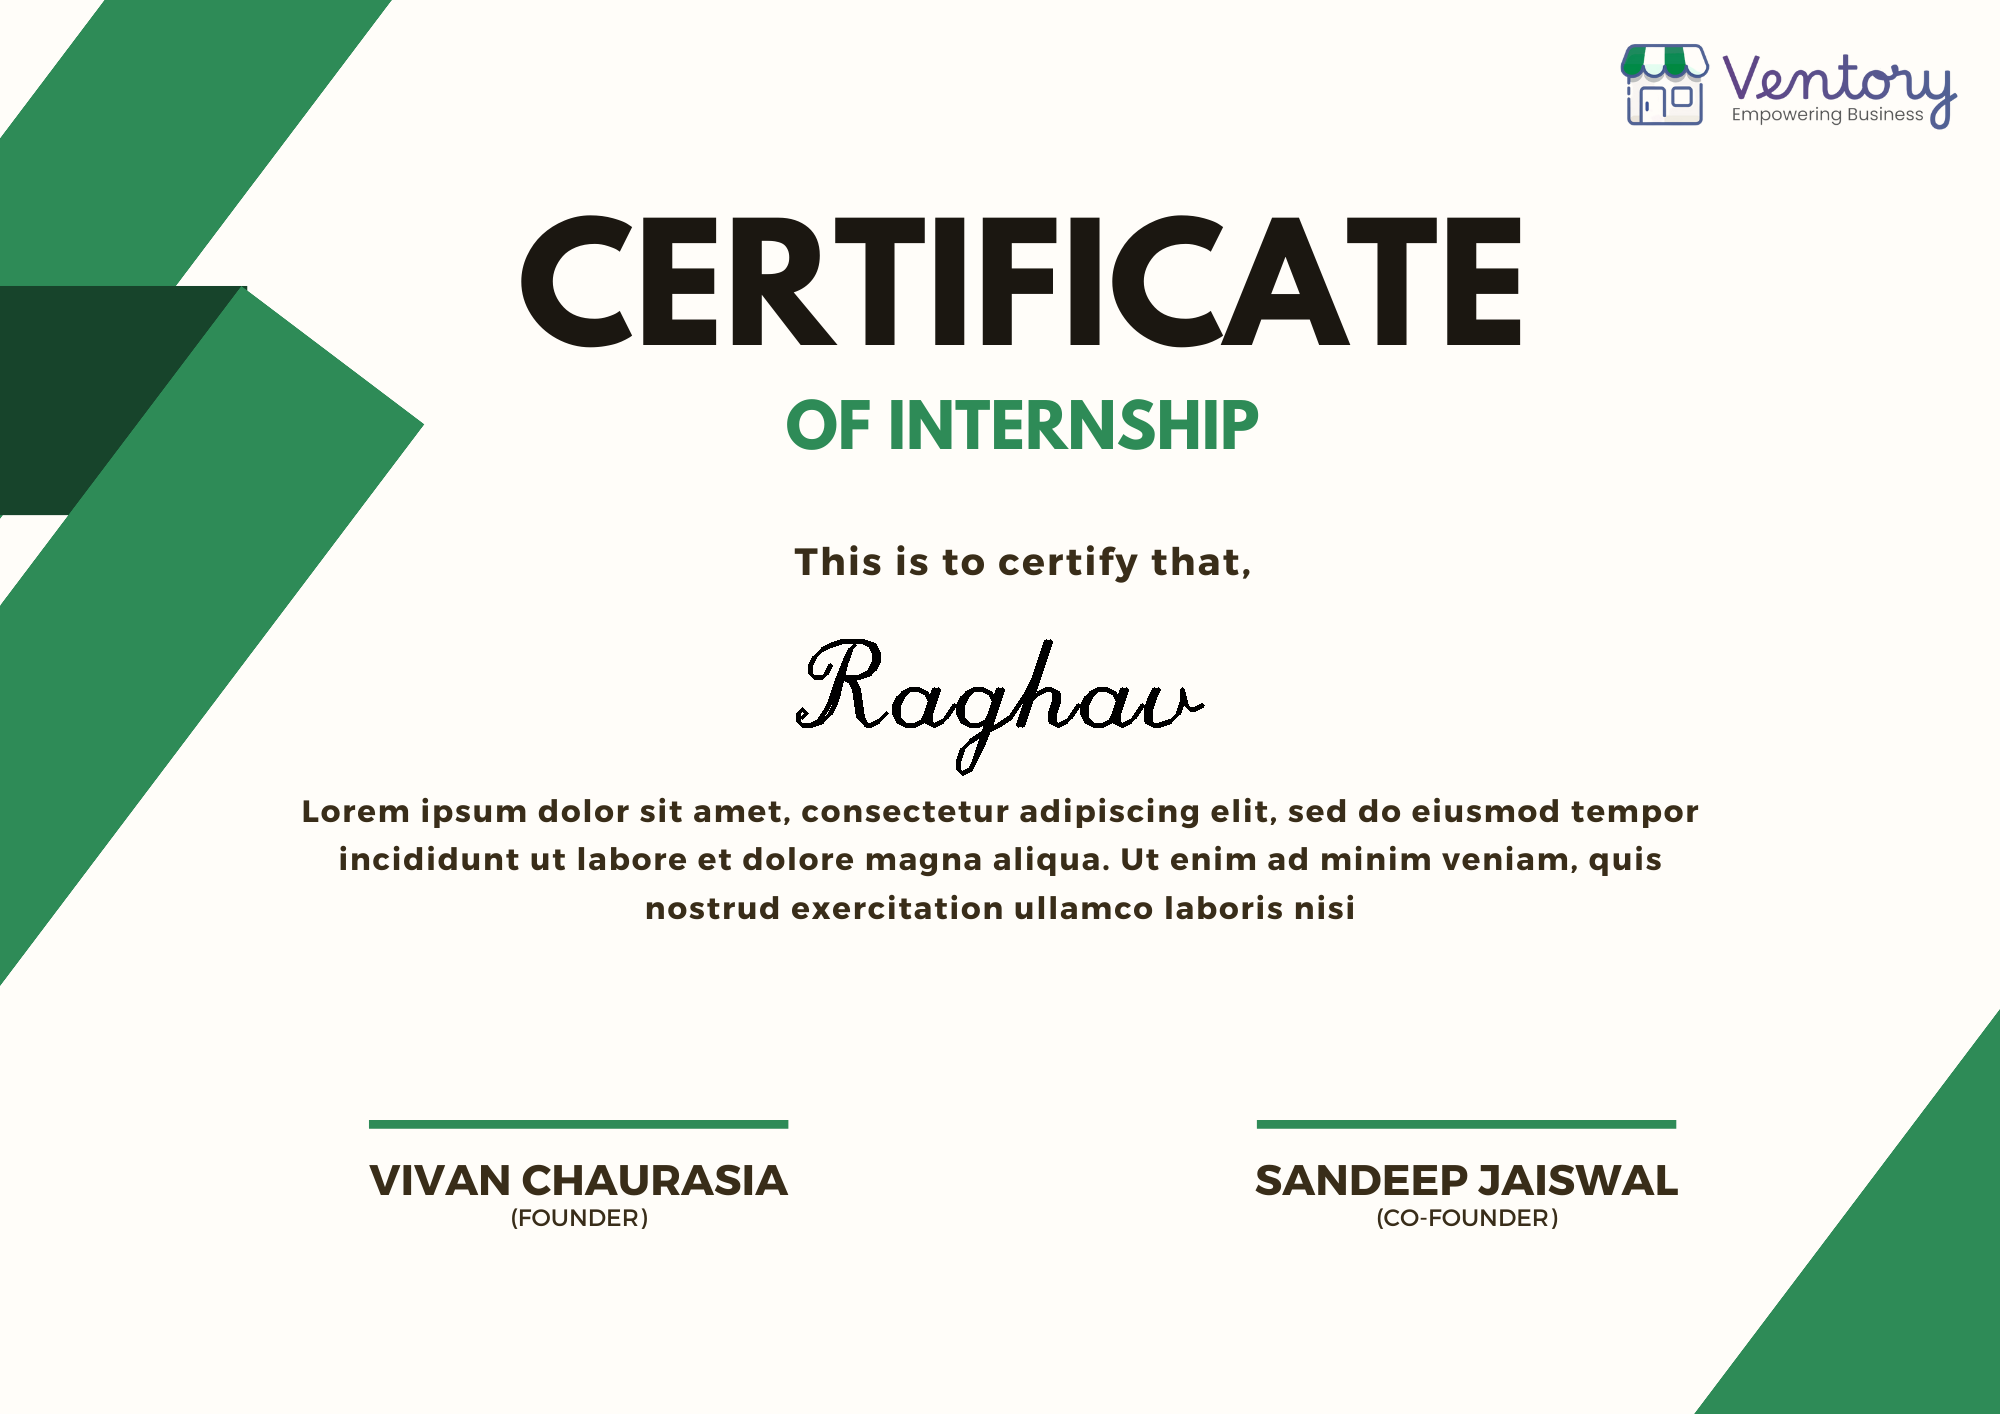 Ventory
Empowering Business
CERTIFICATE
OF INTERNSHIP
This is to certify that,
Raghav
Lorem ipsum dolor sit amet, consectetur adipiscing elit, sed do eiusmod tempor
incididunt ut labore et dolore magna aliqua. Ut enim ad minim veniam, quis
nostrud exercitation ullamco laboris nisi
VIVAN CHAURASIA
(FOUNDER)
SANDEEP JAISWAL
(CO-FOUNDER)